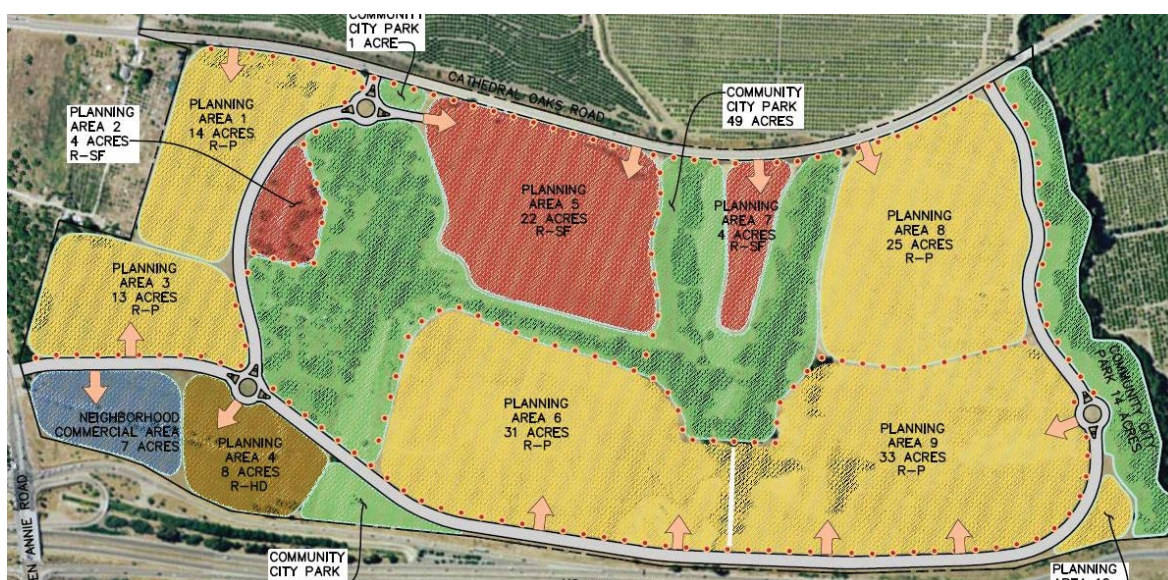 COMMUNITY
CITY PARK
1 ACRE
CATHEDRAL OAKS ROAD
COMMUNITY
CITY PARK
49 ACRES
PLANNING
AREA 1
14 ACRES
R-P
PLANNING
AREA 2
4 ACRES
R-SF
PLANNING
AREA 5
22 ACRES
R-SF
PLANNING
AREA 7
4 ACRES
R-SF
PLANNING
AREA 8
25 ACRES
R-P
PLANNING
AREA 3
13 ACRES
R-P
COMMUNITY CITY
PARK 14 ACRES
NEIGHBORHOOD
COMMERCIAL AREA
7 ACRES
PLANNING
AREA 4
8 ACRES
R-HD
PLANNING
AREA 6
31 ACRES
R-P
PLANNING
AREA 9
33 ACRES
R-P
EN ANNIE ROAD
COMMUNITY
CITY PARK
PLANNING